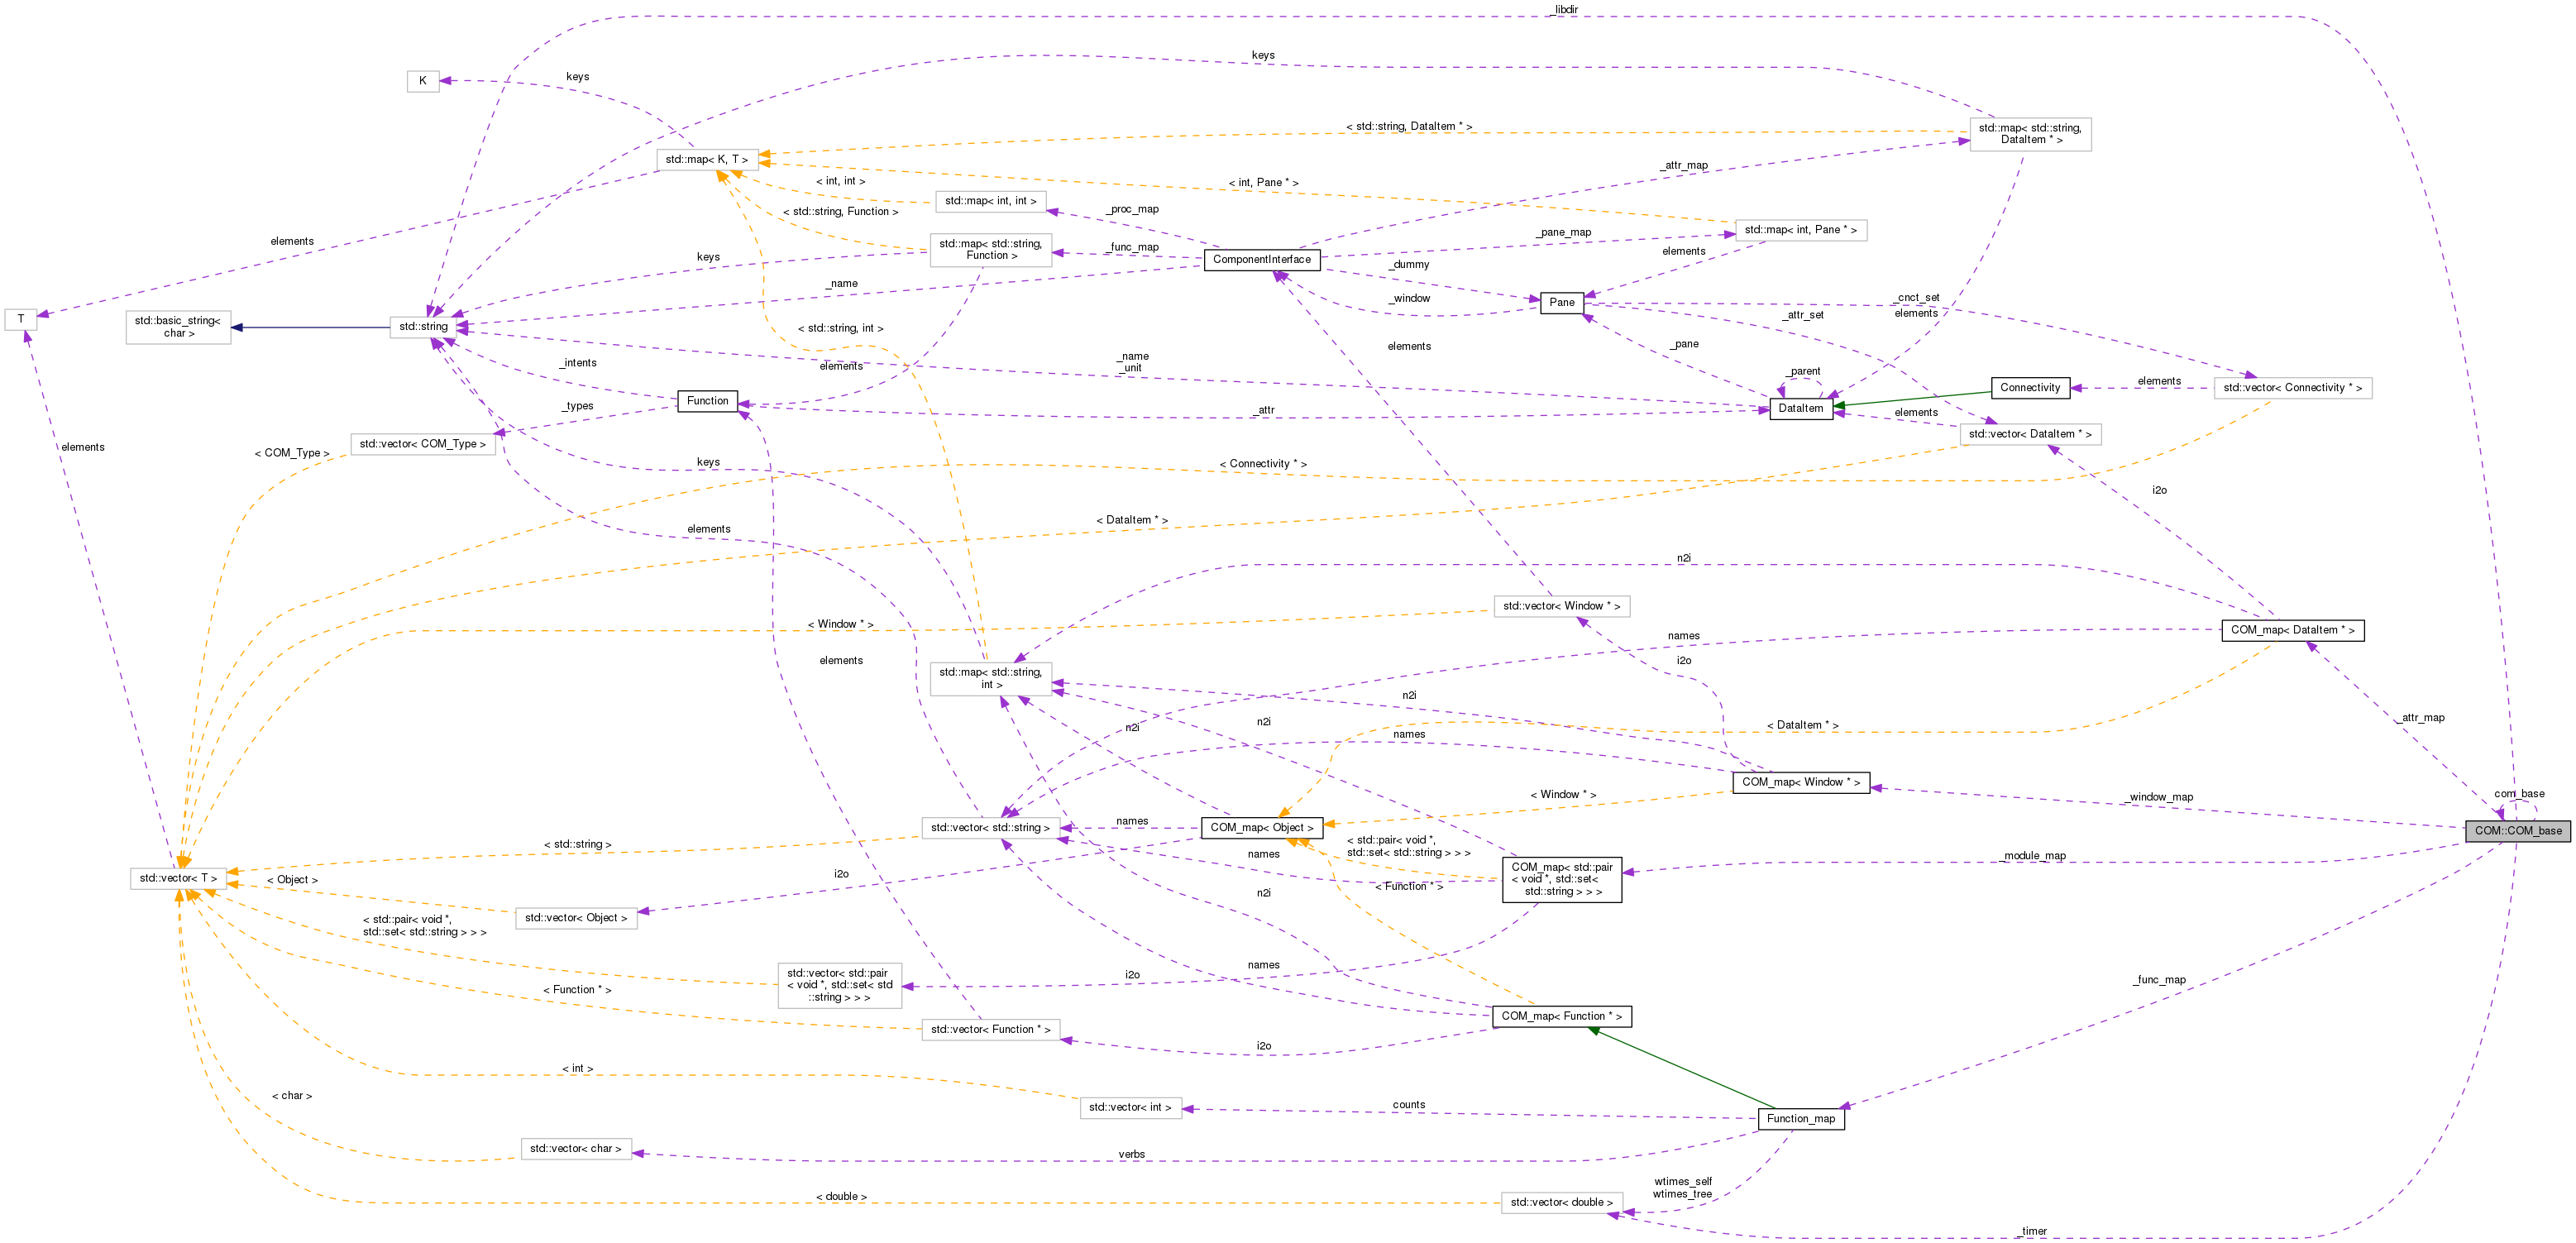 _libdir
keys
K
keys
< std::string, DataItem * >
std::map< std::string,
DataItem * >
std::map< K, T >
_attr_map
< int, int >
< int, Pane * >
std::map< int, int >
_proc_map
< std::string, Function >
std::map< int, Pane * >
_pane_map
elements
std::map< std::string,
Function >
_func_map
keys
ComponentInterface
elements
_dummy
_name
_window
Pane
_cnct_set
elements
_attr_set
T
std::basic_string<
char >
std::string
< std::string, int >
elements
_pane
_name
_unit
_intents
elements
_parent
Connectivity
elements
std::vector< Connectivity * >
Function
_types
_attr
DataItem
elements
std::vector< DataItem * >
std::vector< COM_Type >
elements
< COM_Type >
keys
< Connectivity * >
i2o
elements
< DataItem * >
n2i
std::vector< Window * >
< Window * >
names
COM_map< DataItem * >
elements
i2o
std::map< std::string,
int >
n2i
n2i
n2i
_attr_map
< DataItem * >
names
COM_map< Window * >
< Window * >
com_base
_window_map
std::vector< std::string >
names
COM_map< Object >
COM::COM_base
< std::string >
names
< std::pair< void *,
std::set< std::string > > >
_module_map
COM_map< std::pair
< void *, std::set<
std::string > > >
std::vector< T >
< Object >
i2o
n2i
< Function * >
std::vector< Object >
< std::pair< void *,
std::set< std::string > > >
names
i2o
std::vector< std::pair
< void *, std::set< std
::string > > >
_func_map
< Function * >
COM_map< Function * >
std::vector< Function * >
i2o
< int >
< char >
std::vector< int >
counts
Function_map
std::vector< char >
verbs
wtimes_self
wtimes_tree
< double >
std::vector< double >
_timer